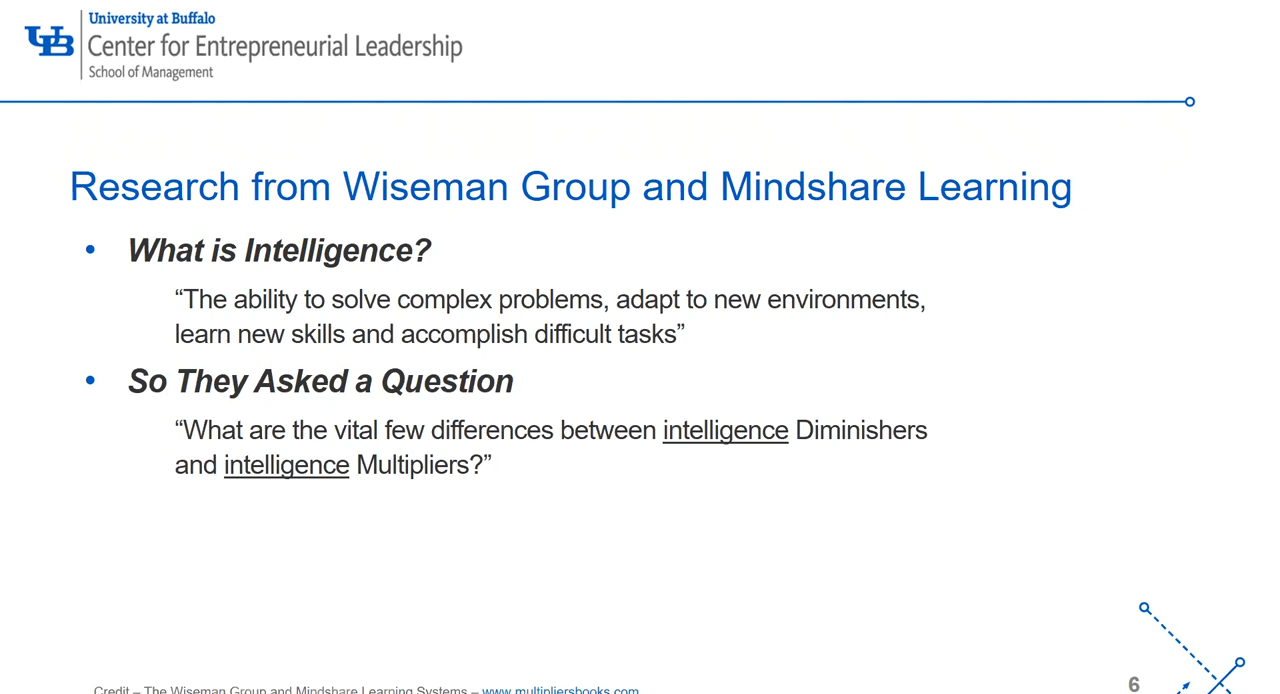 University at Buffalo
UB
Center for Entrepreneurial Leadership
School of Management
Research from Wiseman Group and Mindshare Learning
• What is Intelligence?
“The ability to solve complex problems, adapt to new environments,
learn new skills and accomplish difficult tasks”
• So They Asked a Question
“What are the vital few differences between intelligence Diminishers
and intelligence Multipliers?”
Credit – The Wiseman Group and Mindshare Learning Systems – www.multipliersbooks.com
6